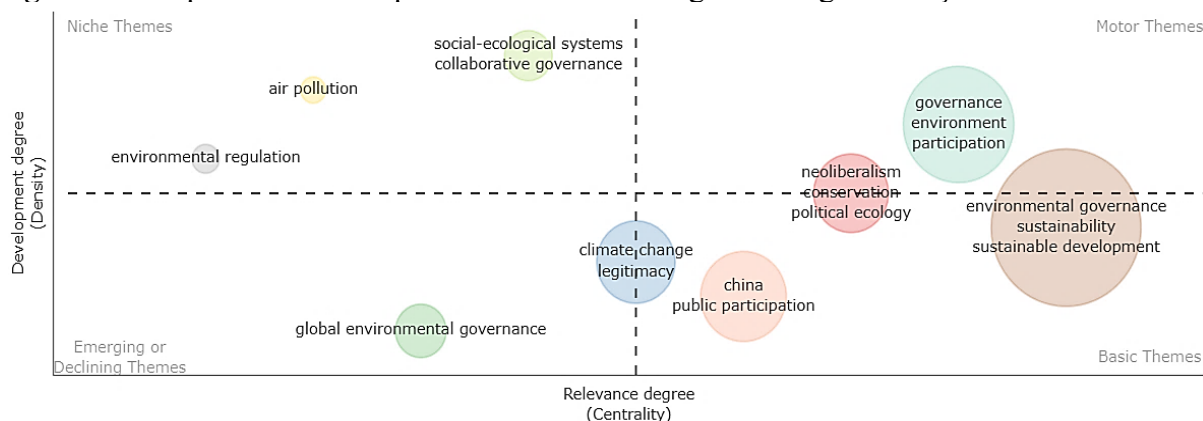 Niche Themes
Motor Themes
social-ecological systems
collaborative governance
air pollution
governance
environment
participation
environmental regulation
neoliberalism
conservation
political ecology
environmental governance
sustainability
sustainable development
climate change
legitimacy
china
public participation
global environmental governance
Emerging or
Declining Themes
Basic Themes
Development degree
(Density)
Relevance degree
(Centrality)